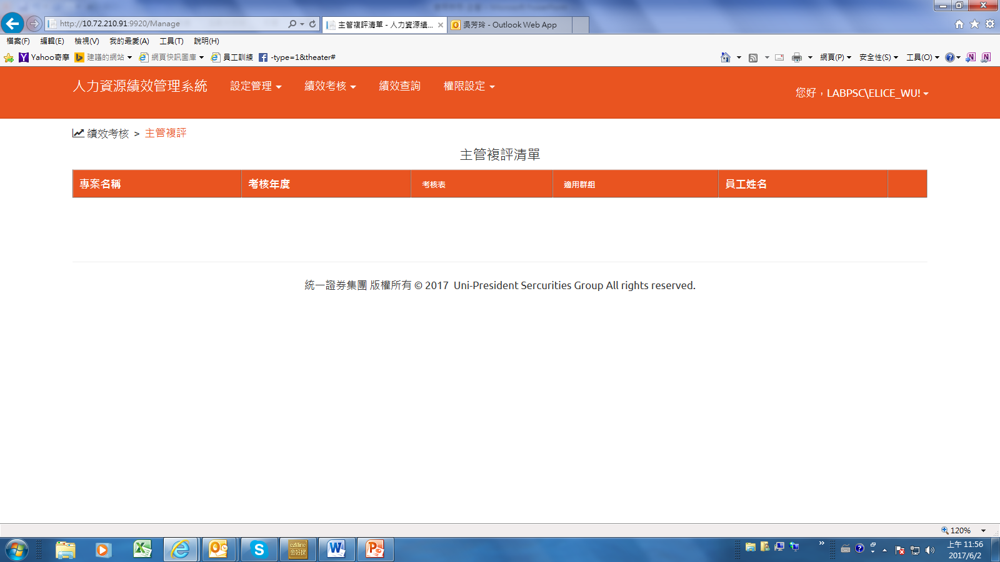 http://10.72.210.91:9920/Manage
主管複評清單 - 人力資源績...
吳芳玲 - Outlook Web App
檔案(F) 編輯(E) 檢視(V) 我的最愛(A) 工具(T) 說明(H)
Yahoo奇摩 建議的網站 網頁快訊圖庫 員工訓練 -type=1&theater#
網頁(P) 安全性(S) 工具(O)
人力資源績效管理系統 設定管理 績效考核 績效查詢 權限設定
您好，LABPSC\ELICE_WU!
績效考核 > 主管複評
主管複評清單
專案名稱 考核年度 考核表 適用群組 員工姓名
統一證券集團 版權所有 © 2017 Uni-President Sercurities Group All rights reserved.
120%
ezMine
金好探
上午 11:56
2017/6/2